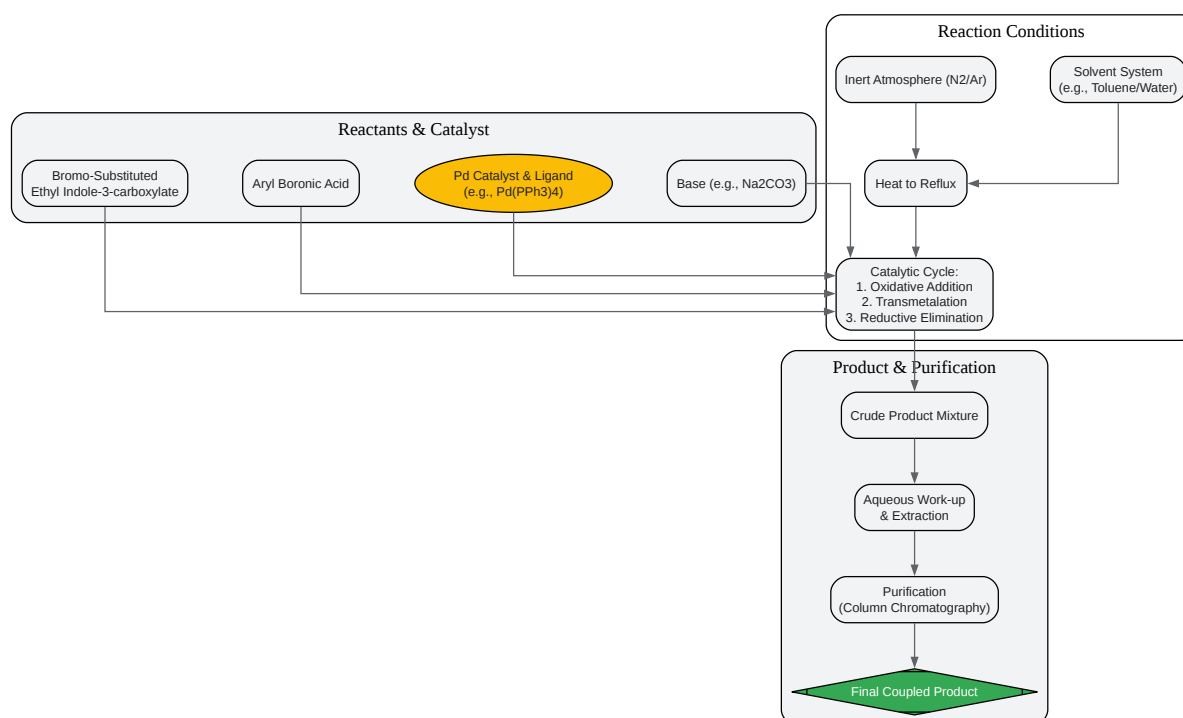 Reaction Conditions
Inert Atmosphere (N2/Ar)
Solvent System
(e.g., Toluene/Water)
Reactants & Catalyst
Bromo-Substituted
Ethyl Indole-3-carboxylate
Aryl Boronic Acid
Pd Catalyst & Ligand
(e.g., Pd(PPh3)4)
Base (e.g., Na2CO3)
Heat to Reflux
Catalytic Cycle:
1. Oxidative Addition
2. Transmetalation
3. Reductive Elimination
Product & Purification
Crude Product Mixture
Aqueous Work-up
& Extraction
Purification
(Column Chromatography)
Final Coupled Product